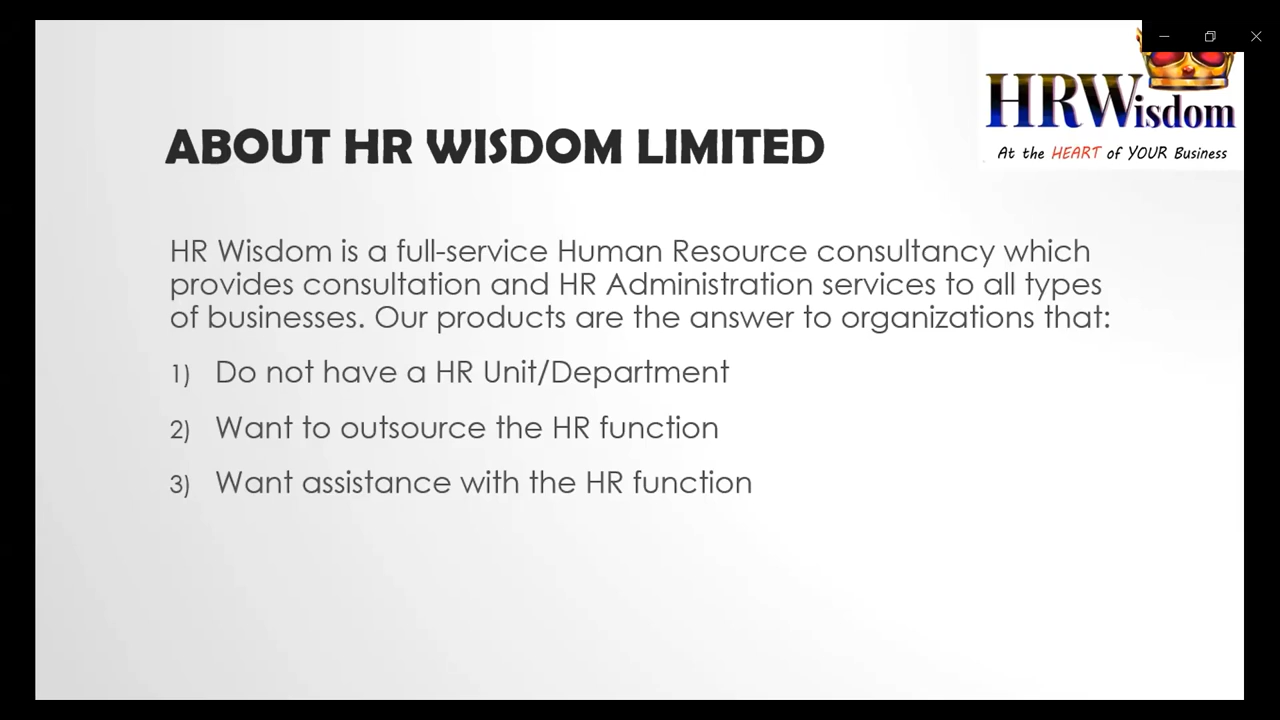 HRWisdom
At the HEART of YOUR Business
ABOUT HR WISDOM LIMITED
HR Wisdom is a full-service Human Resource consultancy which
provides consultation and HR Administration services to all types
of businesses. Our products are the answer to organizations that:
1) Do not have a HR Unit/Department
2) Want to outsource the HR function
3) Want assistance with the HR function